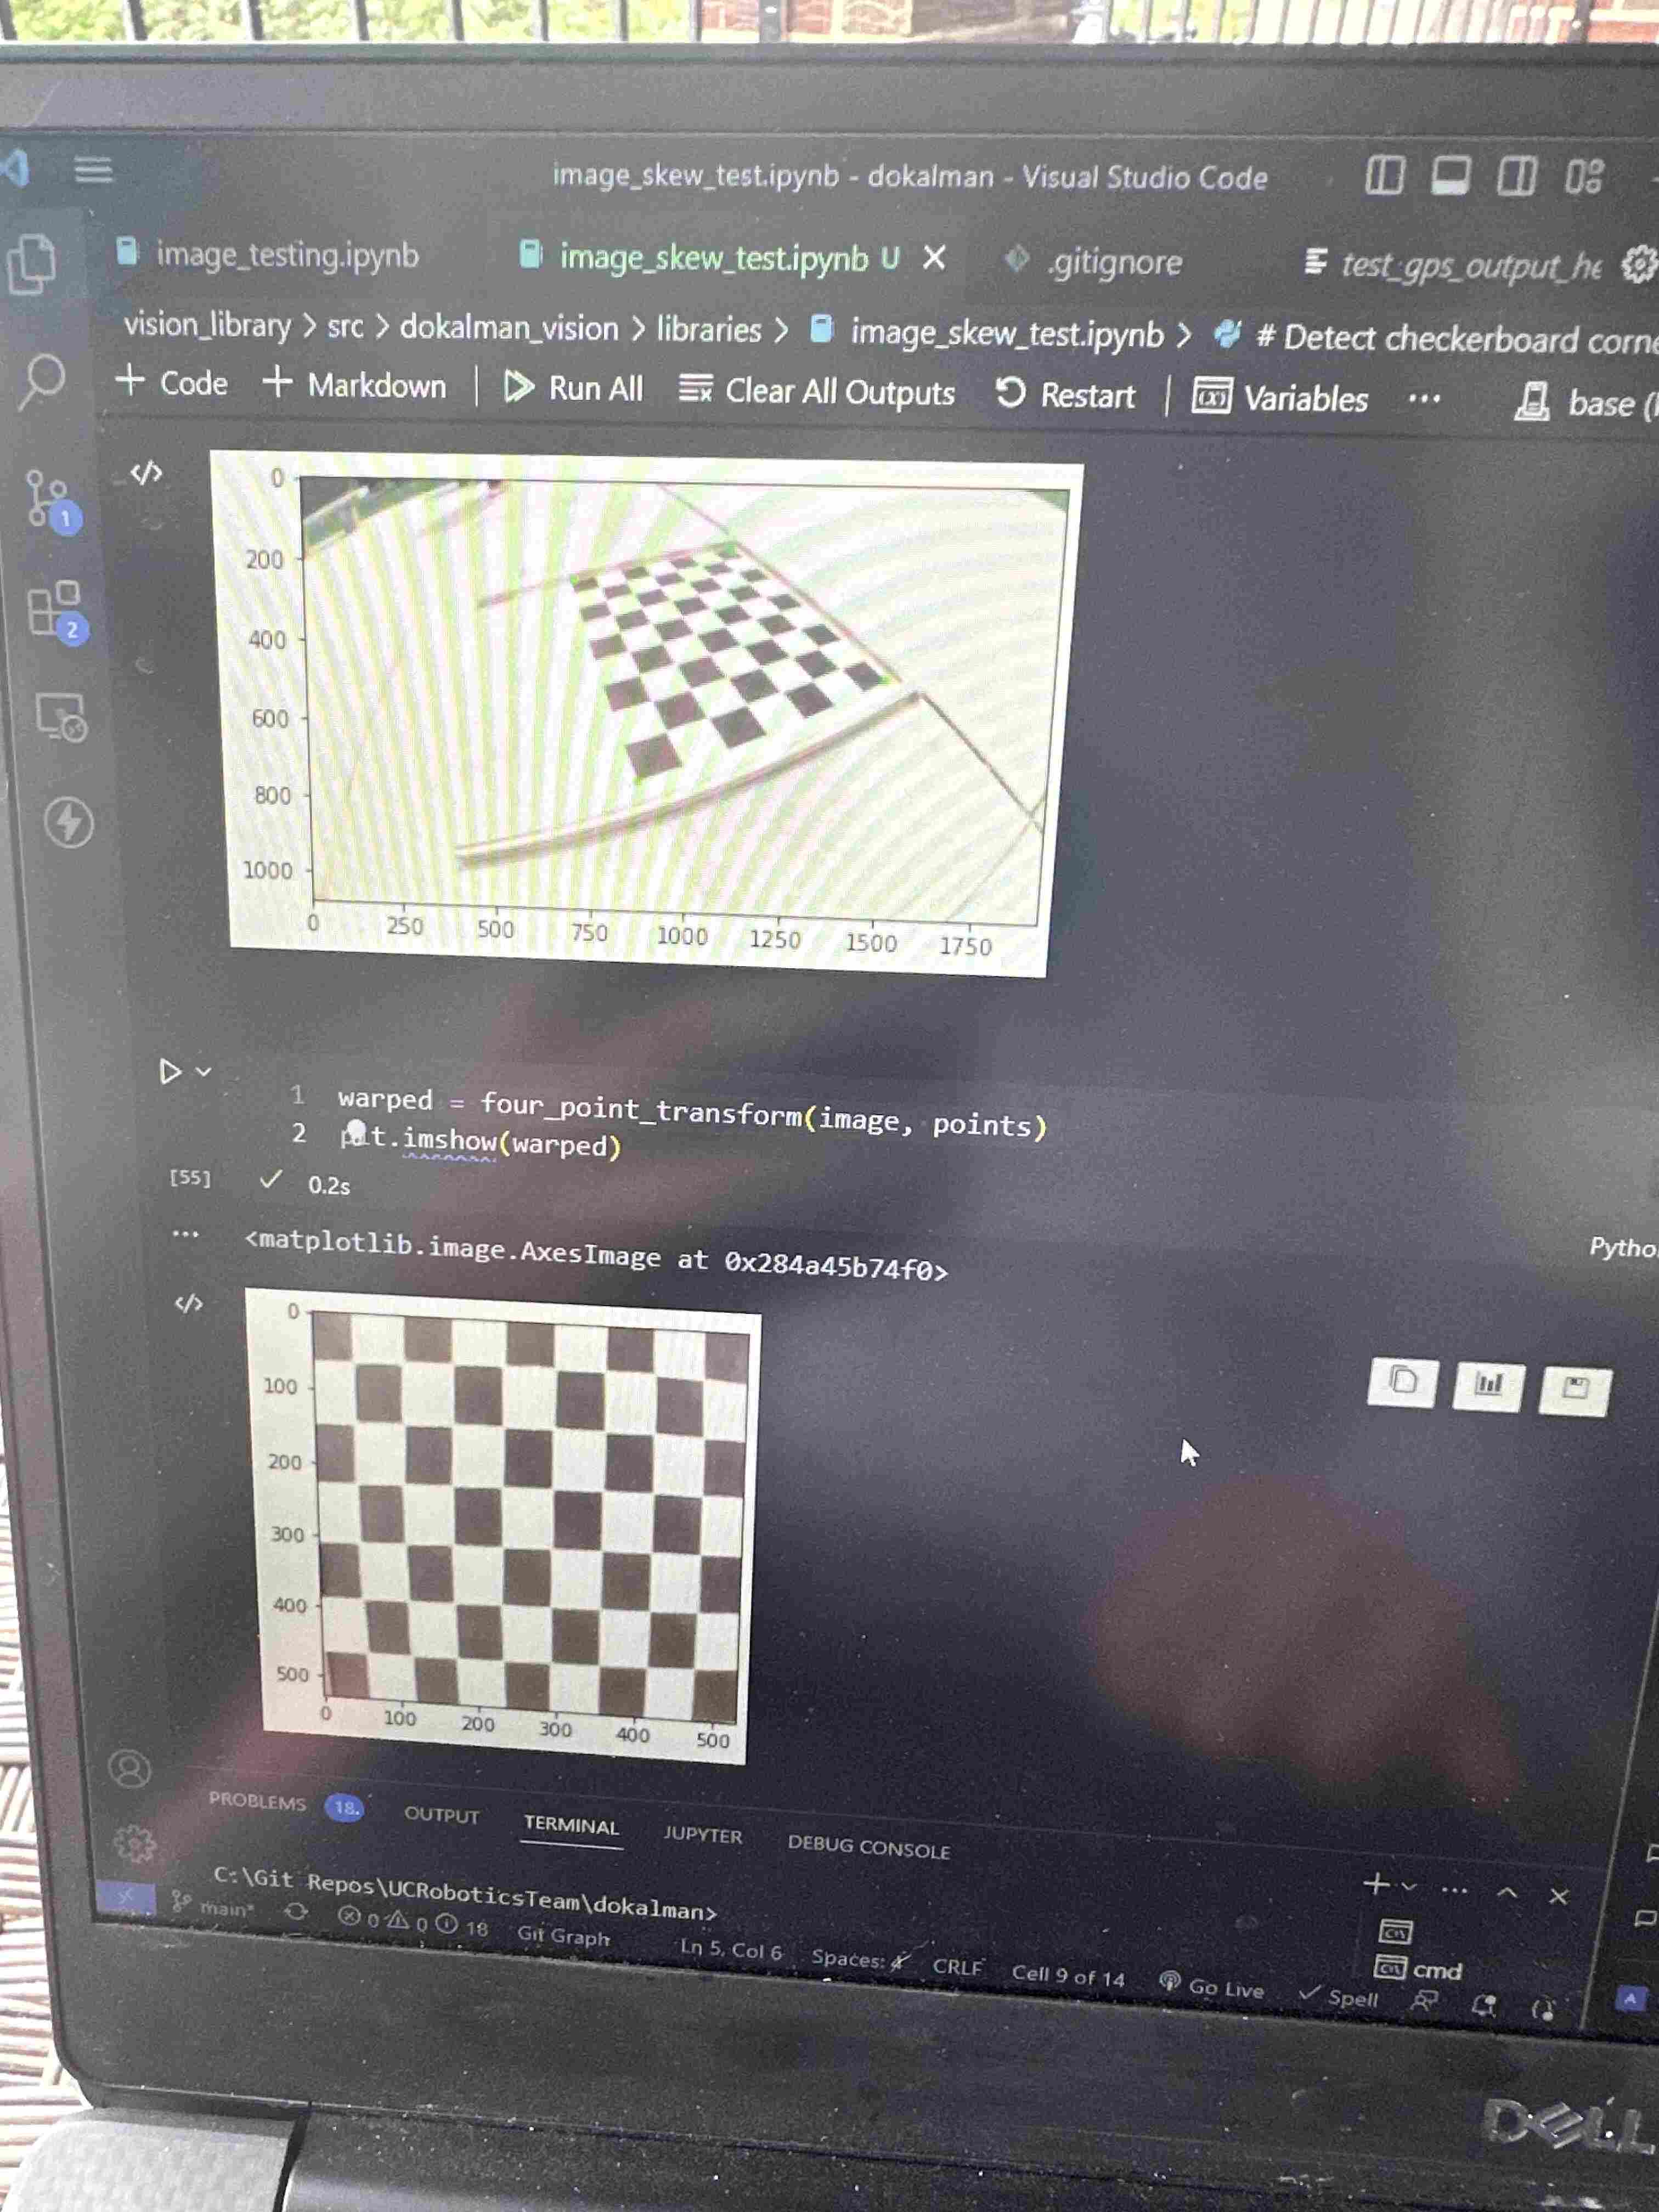 image_skew_test.ipynb - dokalman - Visual Studio Code
image_testing.ipynb
image_skew_test.ipynb U
.gitignore
test_gps_output_he
vision_library > src > dokalman_vision > libraries > image_skew_test.ipynb > # Detect checkerboard corne
+ Code + Markdown | Run All Clear All Outputs Restart | Variables ... base (
1
2
0
200
400
600
800
1000
0 250 500 750 1000 1250 1500 1750
1 warped = four_point_transform(image, points)
2 plt.imshow(warped)
[55] ✓ 0.2s
... <matplotlib.image.AxesImage at 0x284a45b74f0>
Pytho
0
100
200
300
400
500
0 100 200 300 400 500
PROBLEMS 18 OUTPUT TERMINAL JUPYTER DEBUG CONSOLE
C:\Git Repos\UCRoboticsTeam\dokalman>
cmd
main* 0 0 18 Git Graph Ln 5, Col 6 Spaces: 4 CRLF Cell 9 of 14 Go Live ✓ Spell
DELL